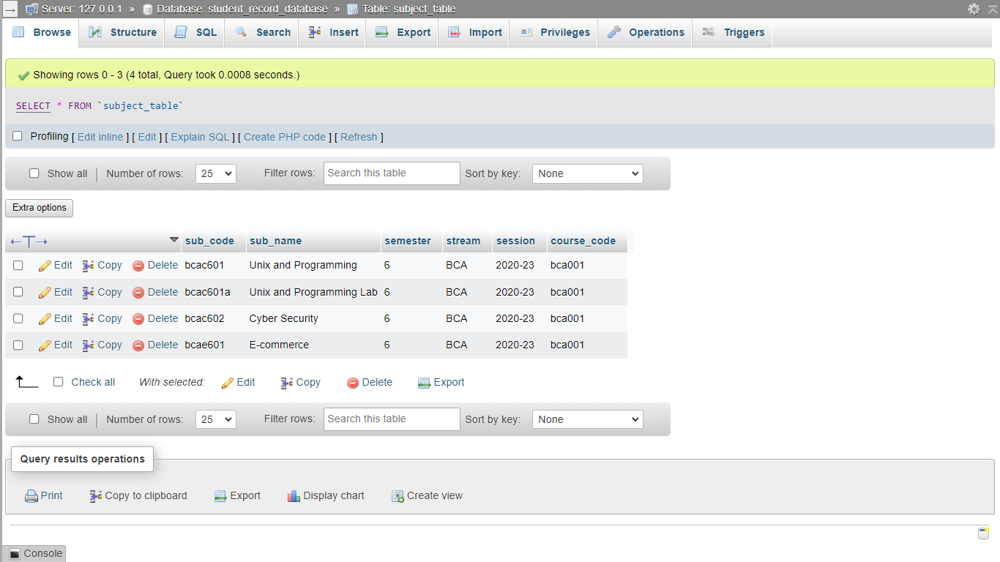 Server: 127.0.0.1 » Database: student_record_database » Table: subject_table
Browse Structure SQL Search Insert Export Import Privileges Operations Triggers
Showing rows 0 - 3 (4 total, Query took 0.0008 seconds.)
SELECT * FROM `subject_table`
Profiling [ Edit inline ] [ Edit ] [ Explain SQL ] [ Create PHP code ] [ Refresh ]
Show all | Number of rows: 25 Filter rows: Search this table Sort by key: None
Extra options
←T→ sub_code sub_name semester stream session course_code
Edit Copy Delete bcac601 Unix and Programming 6 BCA 2020-23 bca001
Edit Copy Delete bcac601a Unix and Programming Lab 6 BCA 2020-23 bca001
Edit Copy Delete bcac602 Cyber Security 6 BCA 2020-23 bca001
Edit Copy Delete bcae601 E-commerce 6 BCA 2020-23 bca001
Check all With selected: Edit Copy Delete Export
Show all | Number of rows: 25 Filter rows: Search this table Sort by key: None
Query results operations
Print Copy to clipboard Export Display chart Create view
Console